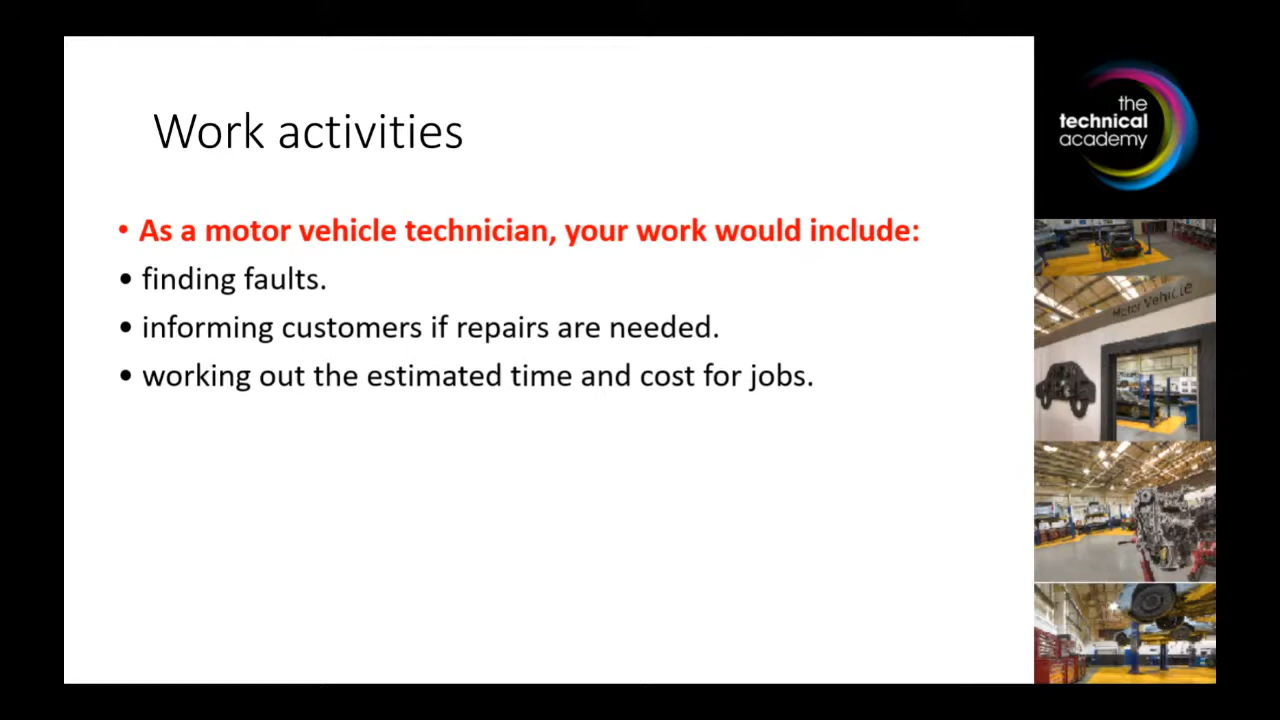 Work activities
• As a motor vehicle technician, your work would include:
• finding faults.
• informing customers if repairs are needed.
• working out the estimated time and cost for jobs.
the
technical
academy
Motor Vehicle